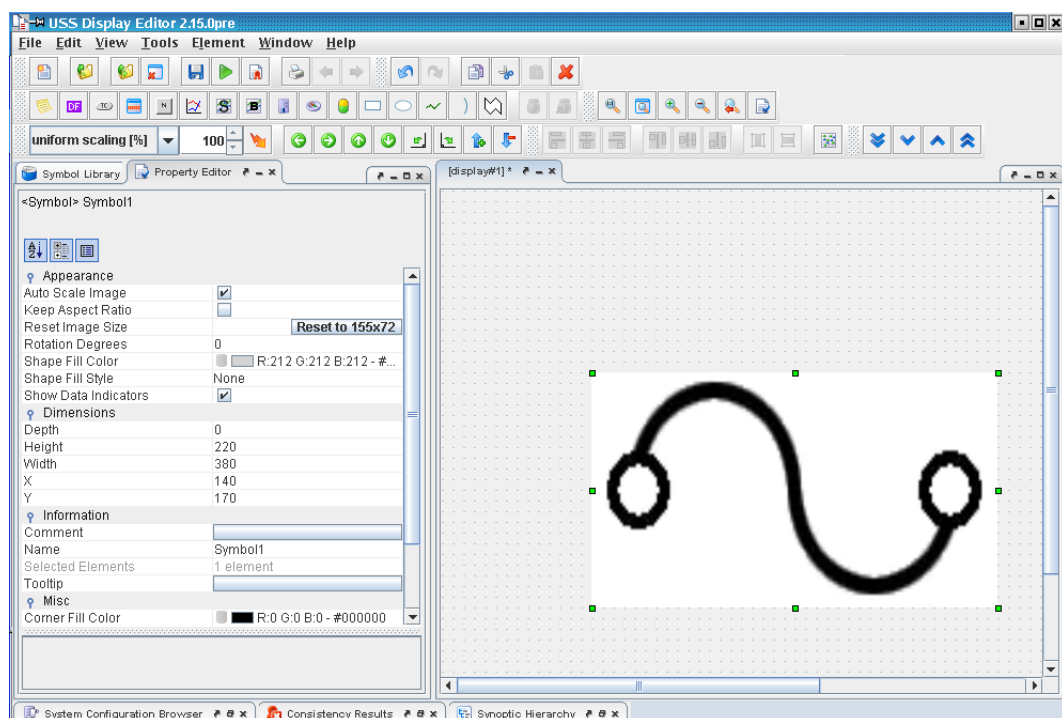 USS Display Editor 2.15.0pre
File Edit View Tools Element Window Help
DF TC N S B
uniform scaling [%] 100
Symbol Library Property Editor [display#1] *
<Symbol> Symbol1
Appearance
Auto Scale Image
Keep Aspect Ratio
Reset Image Size Reset to 155x72
Rotation Degrees 0
Shape Fill Color R:212 G:212 B:212 - #...
Shape Fill Style None
Show Data Indicators
Dimensions
Depth 0
Height 220
Width 380
X 140
Y 170
Information
Comment
Name Symbol1
Selected Elements 1 element
Tooltip
Misc
Corner Fill Color R:0 G:0 B:0 - #000000
System Configuration Browser Consistency Results Synoptic Hierarchy